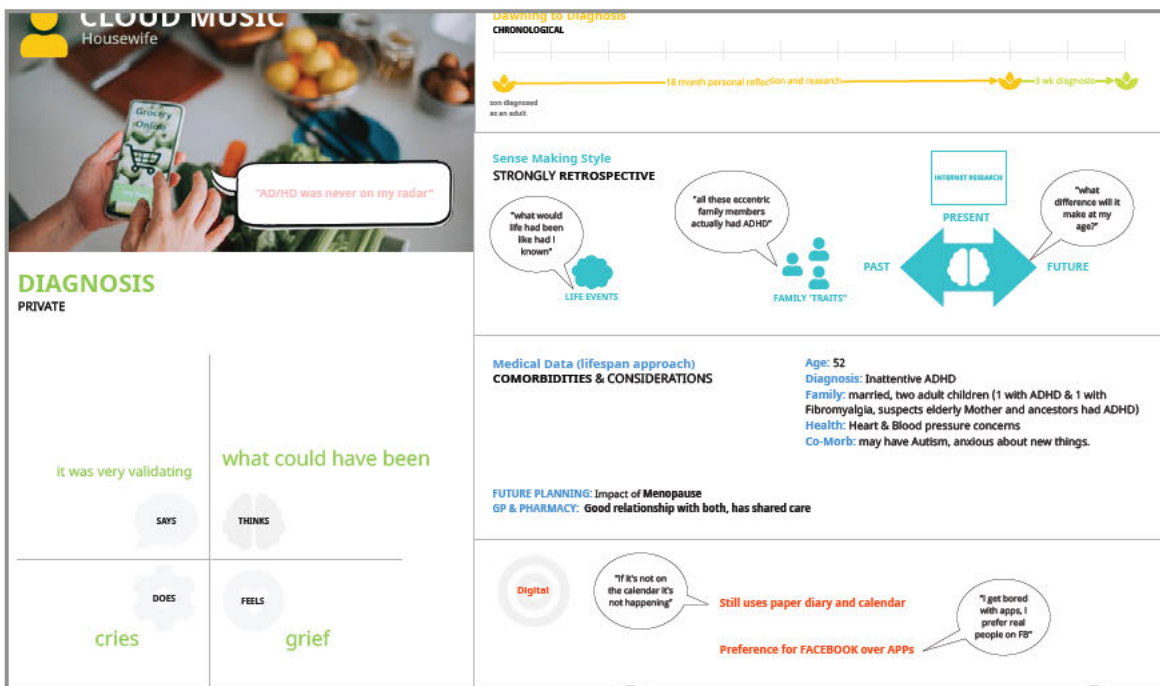 CLOUD MUSIC
Housewife
Grocery
Online
"AD/HD was never on my radar"
DIAGNOSIS
PRIVATE
it was very validating
what could have been
SAYS
THINKS
DOES
FEELS
cries
grief
Dawning to Diagnosis
CHRONOLOGICAL
18 month personal reflection and research
3 wk diagnosis
son diagnosed
as an adult
Sense Making Style
STRONGLY RETROSPECTIVE
"what would
life had been
like had I
known"
LIFE EVENTS
"all these eccentric
family members
actually had ADHD"
FAMILY "TRAITS"
INTERNET RESEARCH
PRESENT
PAST
FUTURE
"what
difference will it
make at my
age?"
Medical Data (lifespan approach)
COMORBIDITIES & CONSIDERATIONS
Age: 52
Diagnosis: Inattentive ADHD
Family: married, two adult children (1 with ADHD & 1 with
Fibromyalgia, suspects elderly Mother and ancestors had ADHD)
Health: Heart & Blood pressure concerns
Co-Morb: may have Autism, anxious about new things.
FUTURE PLANNING: Impact of Menopause
GP & PHARMACY: Good relationship with both, has shared care
Digital
"If it's not on
the calendar it's
not happening"
Still uses paper diary and calendar
Preference for FACEBOOK over APPs
"I get bored
with apps, I
prefer real
people on FB"